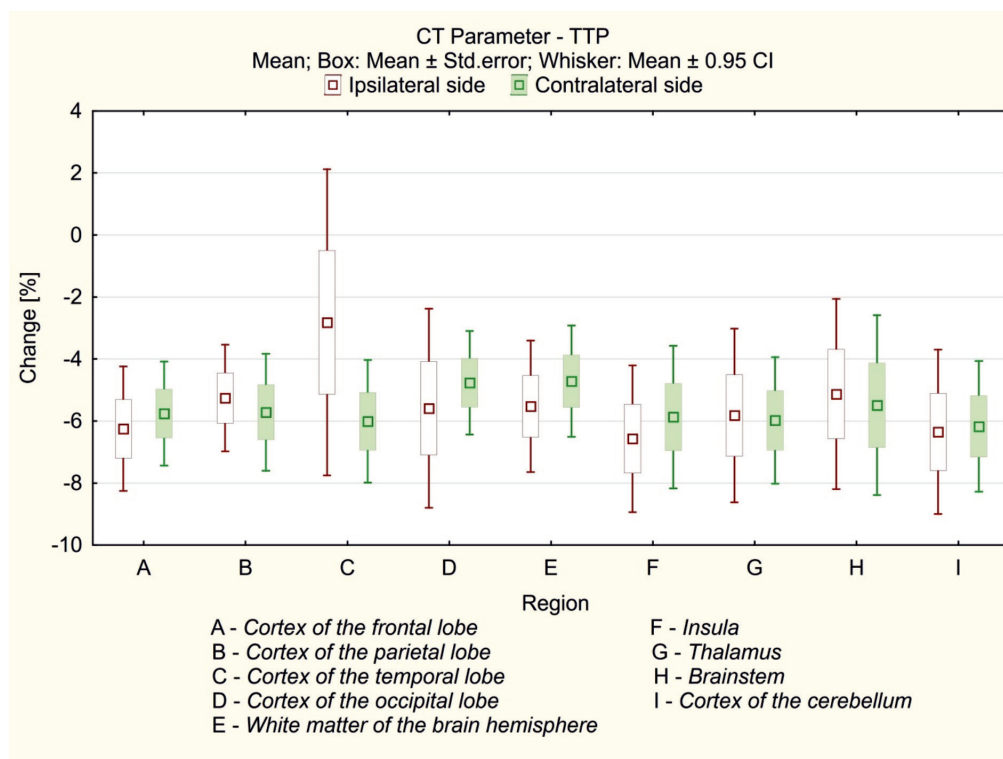 CT Parameter - TTP
Mean; Box: Mean ± Std.error; Whisker: Mean ± 0.95 CI
Ipsilateral side Contralateral side
4
2
0
-2
-4
-6
-8
-10
Change [%]
A B C D E F G H I
Region
A - Cortex of the frontal lobe
B - Cortex of the parietal lobe
C - Cortex of the temporal lobe
D - Cortex of the occipital lobe
E - White matter of the brain hemisphere
F - Insula
G - Thalamus
H - Brainstem
I - Cortex of the cerebellum